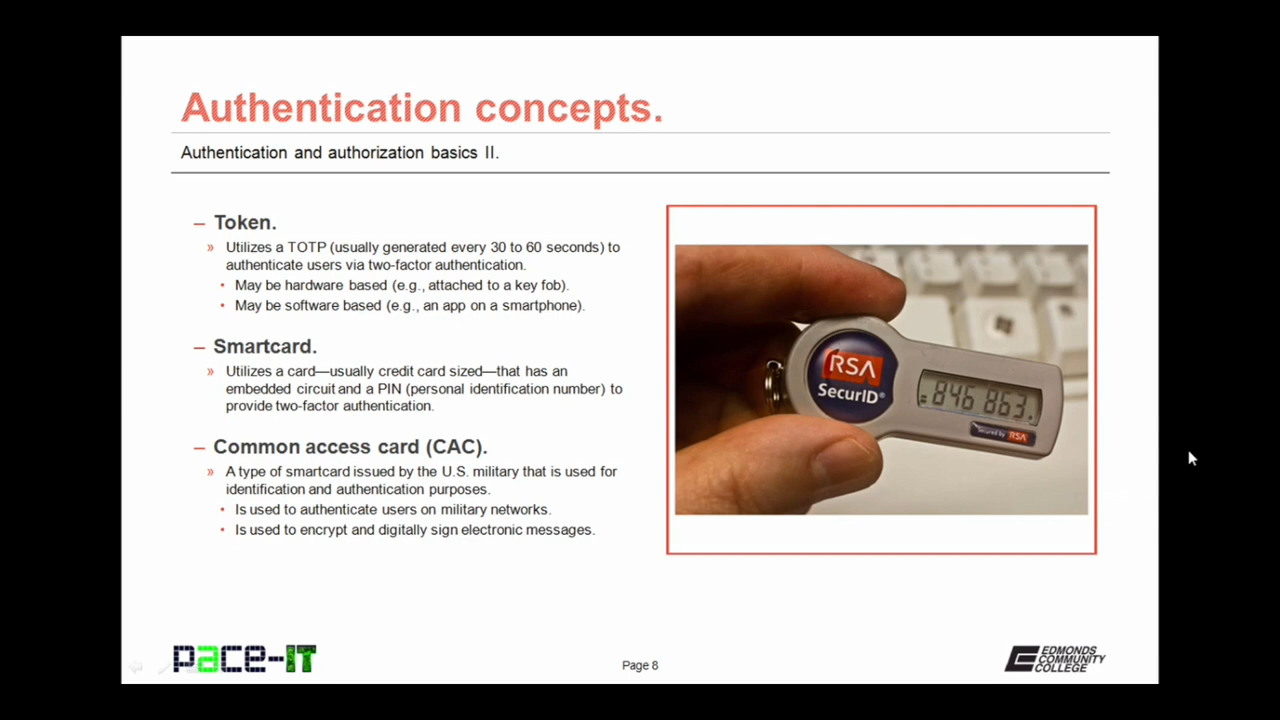 Authentication concepts.
Authentication and authorization basics II.
– Token.
» Utilizes a TOTP (usually generated every 30 to 60 seconds) to
authenticate users via two-factor authentication.
• May be hardware based (e.g., attached to a key fob).
• May be software based (e.g., an app on a smartphone).
– Smartcard.
» Utilizes a card—usually credit card sized—that has an
embedded circuit and a PIN (personal identification number) to
provide two-factor authentication.
– Common access card (CAC).
» A type of smartcard issued by the U.S. military that is used for
identification and authentication purposes.
• Is used to authenticate users on military networks.
• Is used to encrypt and digitally sign electronic messages.
RSA
SecurID®
846 863
Secured by RSA
pace-IT
Page 8
EDMONDS
COMMUNITY
COLLEGE